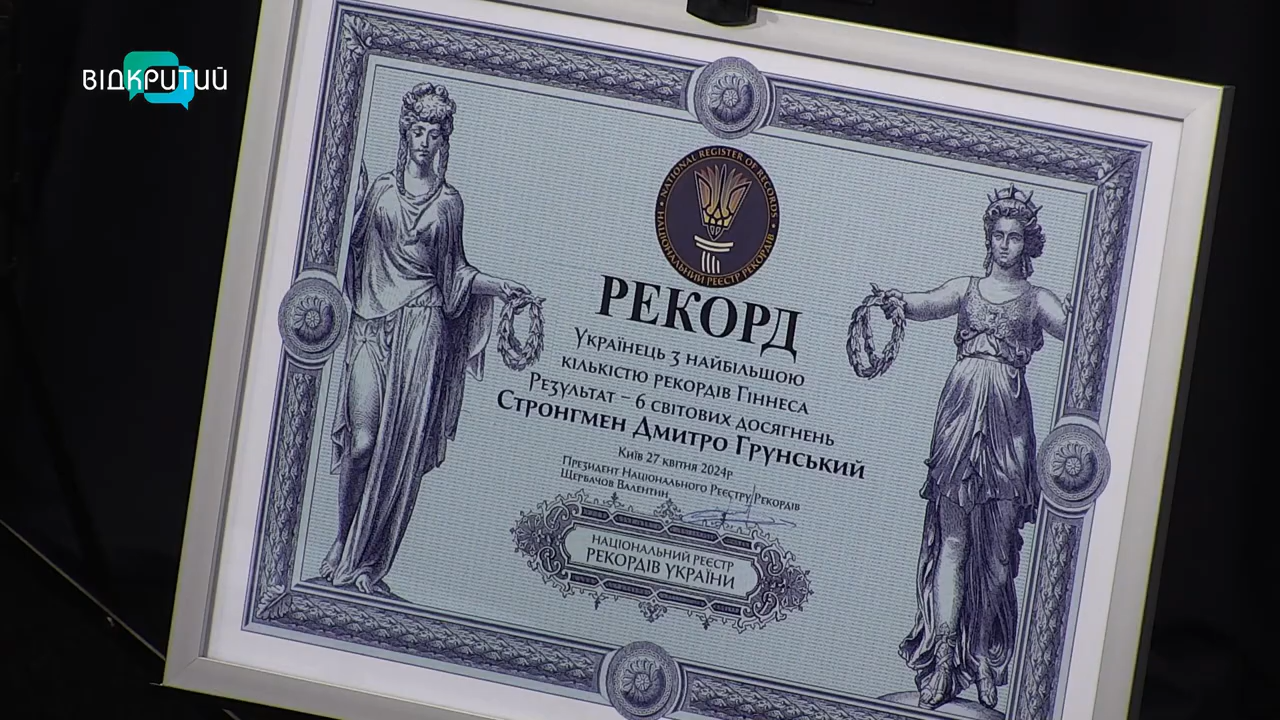 ВІДКРИТИЙ
• NATIONAL REGISTER OF RECORDS •
НАЦІОНАЛЬНИЙ РЕЄСТР РЕКОРДІВ
РЕКОРД
Українець з найбільшою
кількістю рекордів Гіннеса
Результат – 6 світових досягнень
Стронгмен Дмитро Грунський
Київ 27 квітня 2024р
Президент Національного Реєстру Рекордів
Щербачов Валентин
НАЦІОНАЛЬНИЙ РЕЄСТР
РЕКОРДІВ УКРАЇНИ